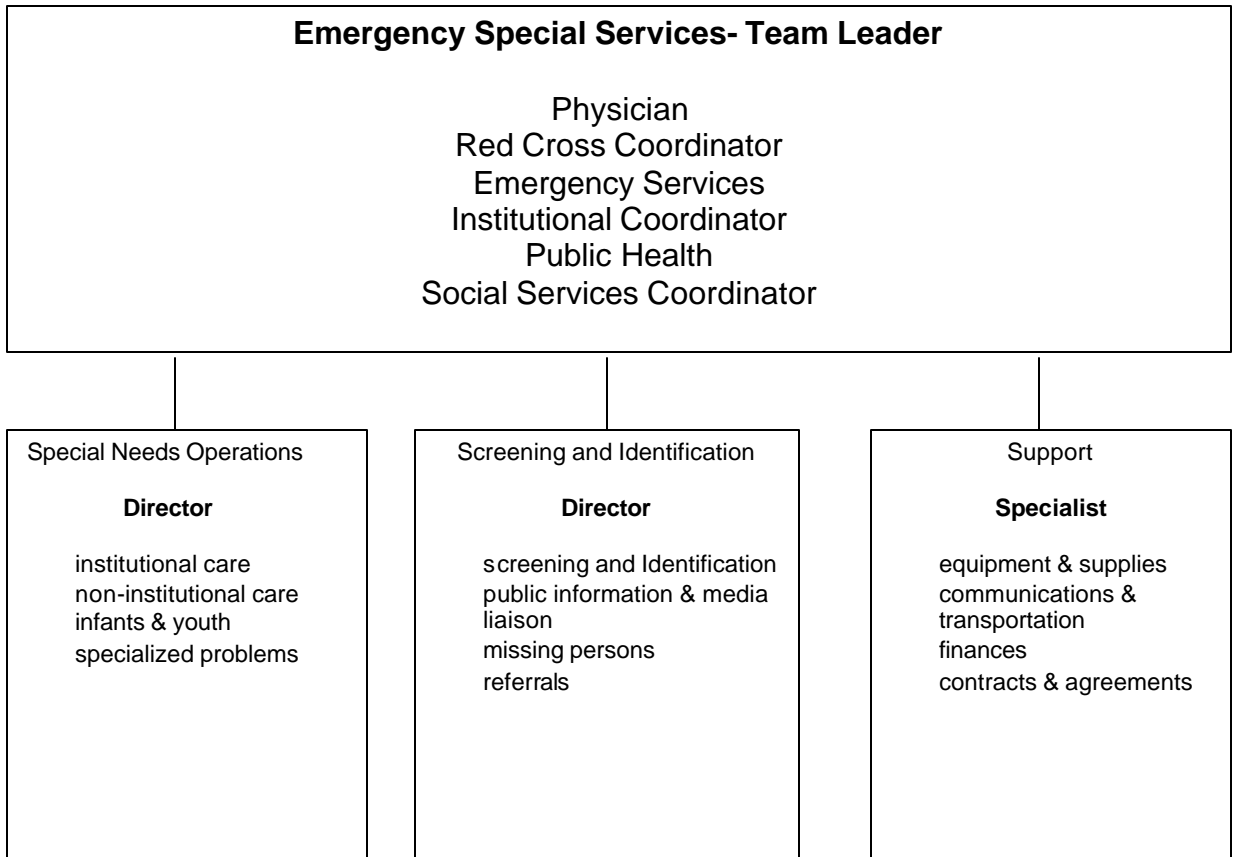 Emergency Special Services- Team Leader
Physician
Red Cross Coordinator
Emergency Services
Institutional Coordinator
Public Health
Social Services Coordinator
Special Needs Operations
Director
institutional care
non-institutional care
infants & youth
specialized problems
Screening and Identification
Director
screening and Identification
public information & media
liaison
missing persons
referrals
Support
Specialist
equipment & supplies
communications &
transportation
finances
contracts & agreements